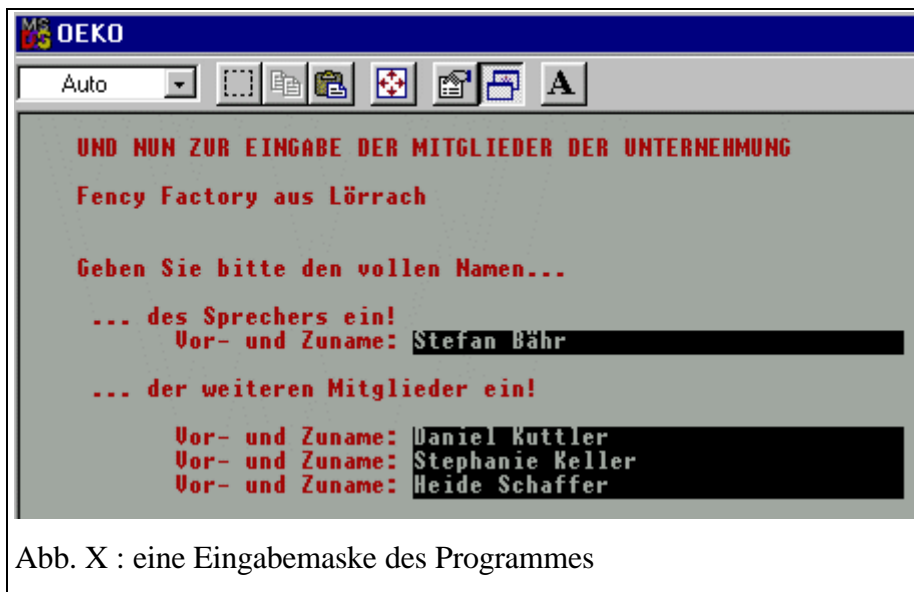 OEKO
Auto A
UND NUN ZUR EINGABE DER MITGLIEDER DER UNTERNEHMUNG
Fency Factory aus Lörrach
Geben Sie bitte den vollen Namen...
... des Sprechers ein!
Vor- und Zuname: Stefan Bähr
... der weiteren Mitglieder ein!
Vor- und Zuname: Daniel Kuttler
Vor- und Zuname: Stephanie Keller
Vor- und Zuname: Heide Schaffer
Abb. X : eine Eingabemaske des Programmes